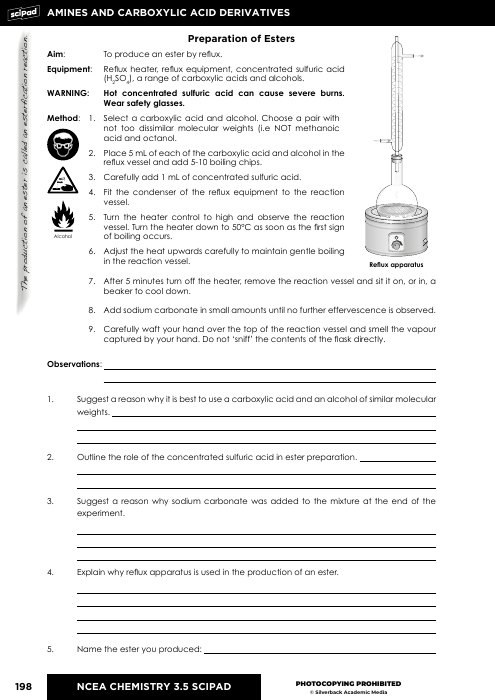 scipad
AMINES AND CARBOXYLIC ACID DERIVATIVES
The production of an ester is called an esterification reaction.
Preparation of Esters
Aim: To produce an ester by reflux.
Equipment: Reflux heater, reflux equipment, concentrated sulfuric acid
(H₂SO₄), a range of carboxylic acids and alcohols.
WARNING: Hot concentrated sulfuric acid can cause severe burns.
Wear safety glasses.
Method: 1. Select a carboxylic acid and alcohol. Choose a pair with
not too dissimilar molecular weights (i.e NOT methanoic
acid and octanol.
2. Place 5 mL of each of the carboxylic acid and alcohol in the
reflux vessel and add 5-10 boiling chips.
3. Carefully add 1 mL of concentrated sulfuric acid.
4. Fit the condenser of the reflux equipment to the reaction
vessel.
5. Turn the heater control to high and observe the reaction
vessel. Turn the heater down to 50°C as soon as the first sign
of boiling occurs.
Alcohol
6. Adjust the heat upwards carefully to maintain gentle boiling
in the reaction vessel.
Reflux apparatus
7. After 5 minutes turn off the heater, remove the reaction vessel and sit it on, or in, a
beaker to cool down.
8. Add sodium carbonate in small amounts until no further effervescence is observed.
9. Carefully waft your hand over the top of the reaction vessel and smell the vapour
captured by your hand. Do not 'sniff' the contents of the flask directly.
Observations:
1. Suggest a reason why it is best to use a carboxylic acid and an alcohol of similar molecular
weights.
2. Outline the role of the concentrated sulfuric acid in ester preparation.
3. Suggest a reason why sodium carbonate was added to the mixture at the end of the
experiment.
4. Explain why reflux apparatus is used in the production of an ester.
5. Name the ester you produced:
198
NCEA CHEMISTRY 3.5 SCIPAD
PHOTOCOPYING PROHIBITED
© Silverback Academic Media